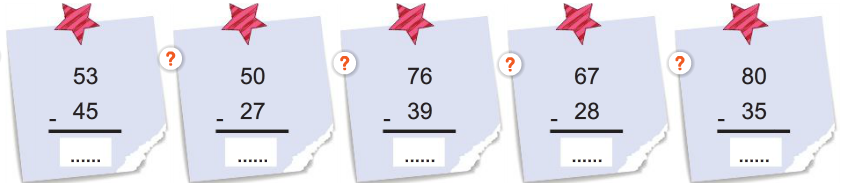 ? ? ? ?
53 50 76 67 80
- 45 - 27 - 39 - 28 - 35
...... ...... ...... ...... ......